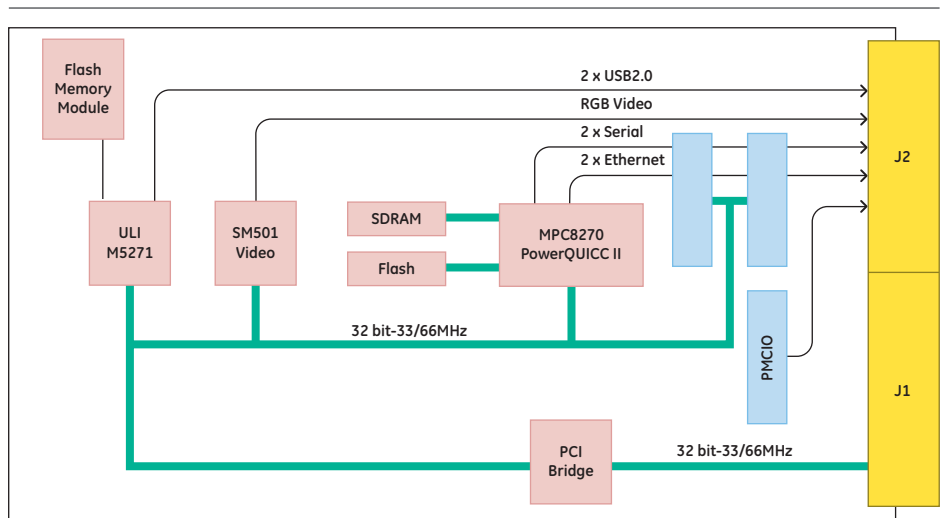 Flash
Memory
Module
2 x USB2.0
RGB Video
2 x Serial
2 x Ethernet
J2
ULI
M5271
SM501
Video
SDRAM
Flash
MPC8270
PowerQUICC II
32 bit-33/66MHz
PMCIO
J1
PCI
Bridge
32 bit-33/66MHz